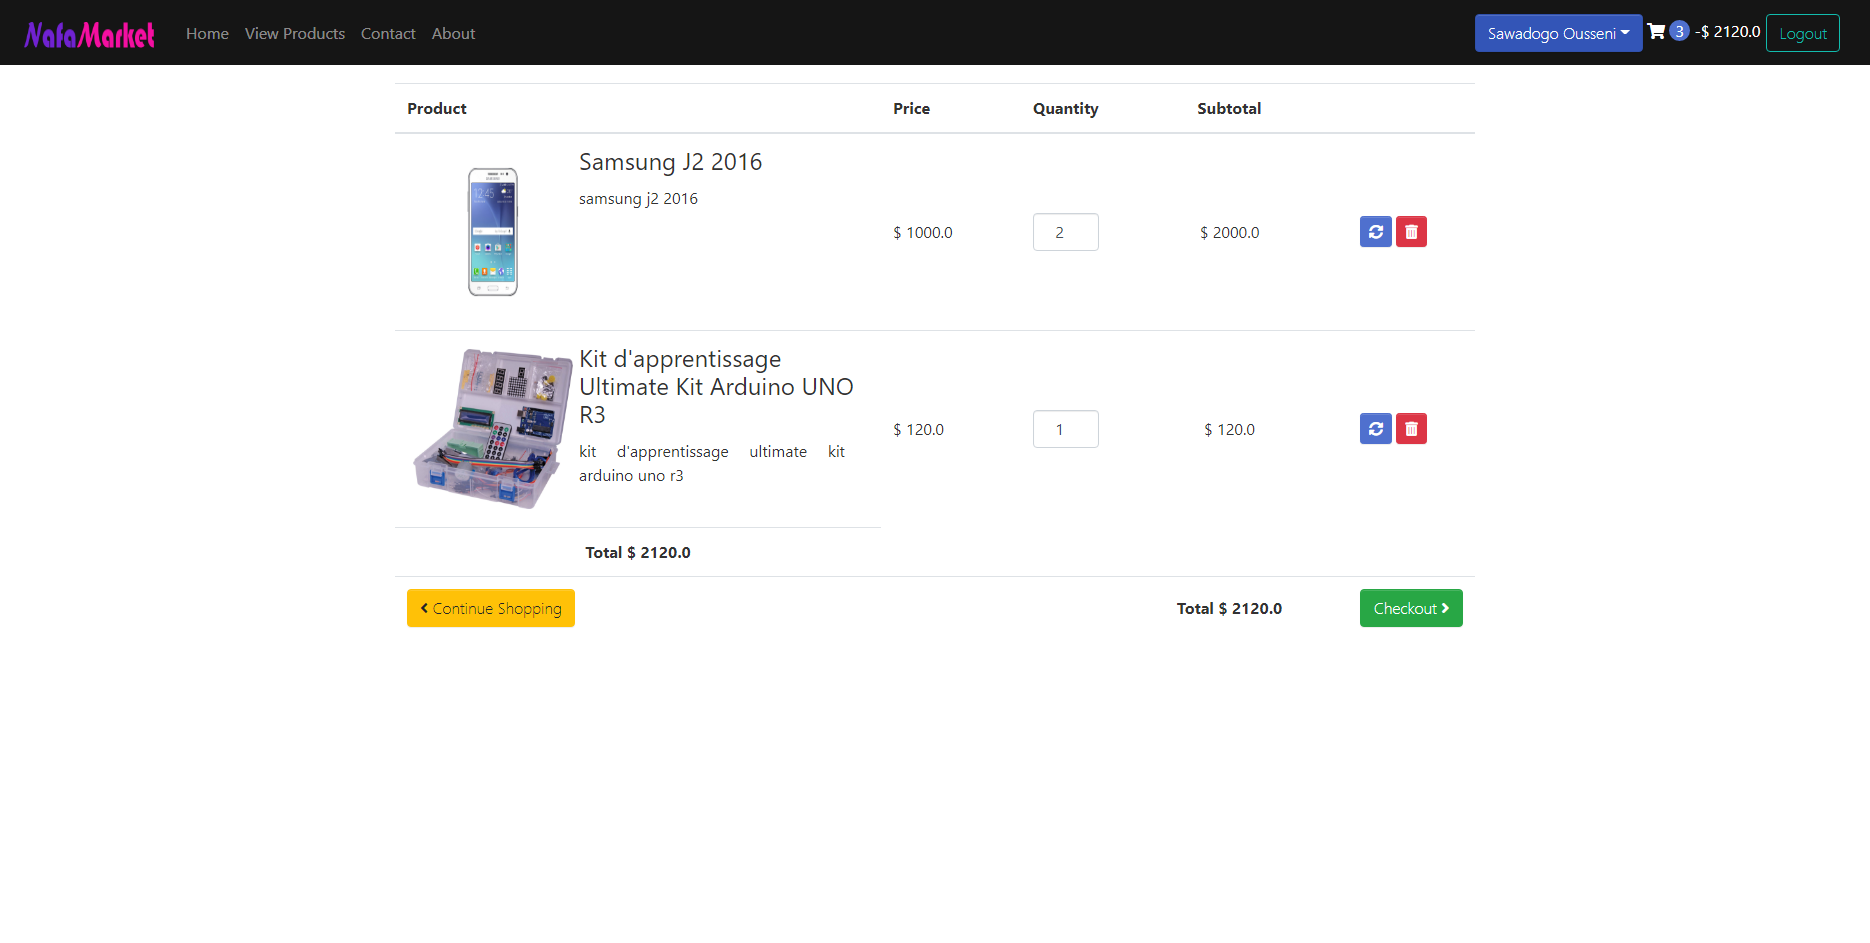 NafaMarket Home View Products Contact About Sawadogo Ousseni 3 -$ 2120.0 Logout
Product Price Quantity Subtotal
Samsung J2 2016
samsung j2 2016
12:45
$ 1000.0 2 $ 2000.0
Kit d'apprentissage
Ultimate Kit Arduino UNO
R3
$ 120.0 1 $ 120.0
kit d'apprentissage ultimate kit
arduino uno r3
Total $ 2120.0
Continue Shopping Total $ 2120.0 Checkout